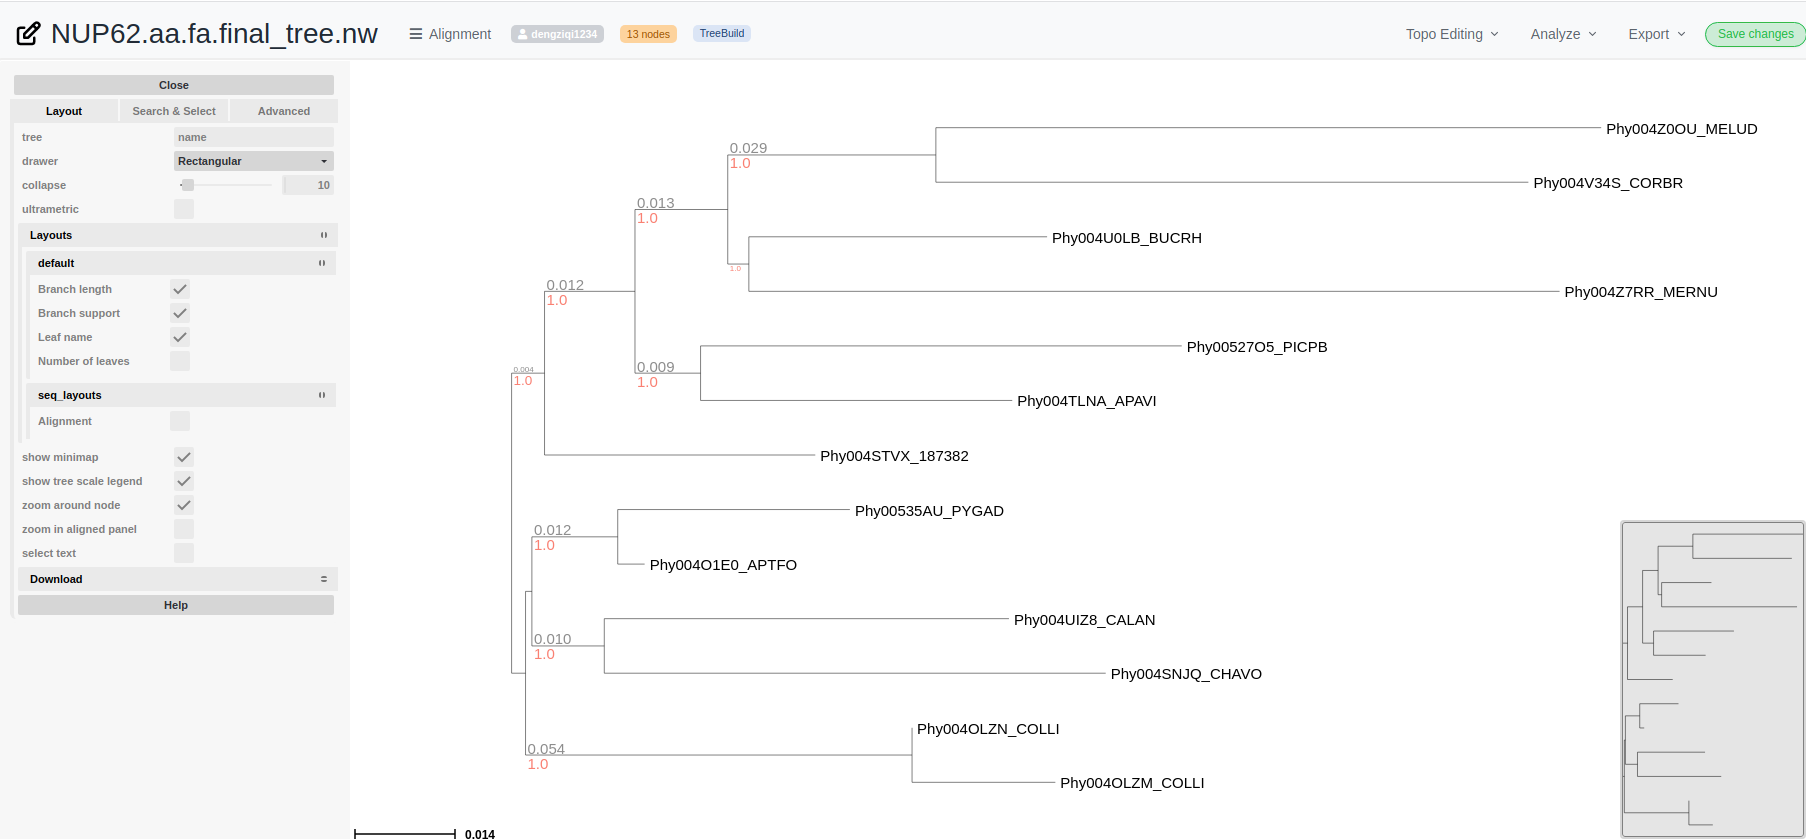 NUP62.aa.fa.final_tree.nw
Alignment
dengziqi1234
13 nodes
TreeBuild
Topo Editing
Analyze
Export
Save changes
Close
Layout
Search & Select
Advanced
tree
name
drawer
Rectangular
collapse
10
ultrametric
Layouts
default
Branch length
Branch support
Leaf name
Number of leaves
seq_layouts
Alignment
show minimap
show tree scale legend
zoom around node
zoom in aligned panel
select text
Download
Help
Phy004Z0OU_MELUD
0.029
1.0
Phy004V34S_CORBR
0.013
1.0
Phy004U0LB_BUCRH
1.0
0.012
1.0
Phy004Z7RR_MERNU
Phy00527O5_PICPB
0.009
1.0
0.004
1.0
Phy004TLNA_APAVI
Phy004STVX_187382
Phy00535AU_PYGAD
0.012
1.0
Phy004O1E0_APTFO
Phy004UIZ8_CALAN
0.010
1.0
Phy004SNJQ_CHAVO
Phy004OLZN_COLLI
0.054
1.0
Phy004OLZM_COLLI
0.014